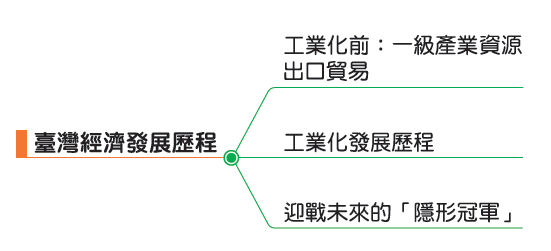 工業化前：一級產業資源
出口貿易
臺灣經濟發展歷程
工業化發展歷程
迎戰未來的「隱形冠軍」